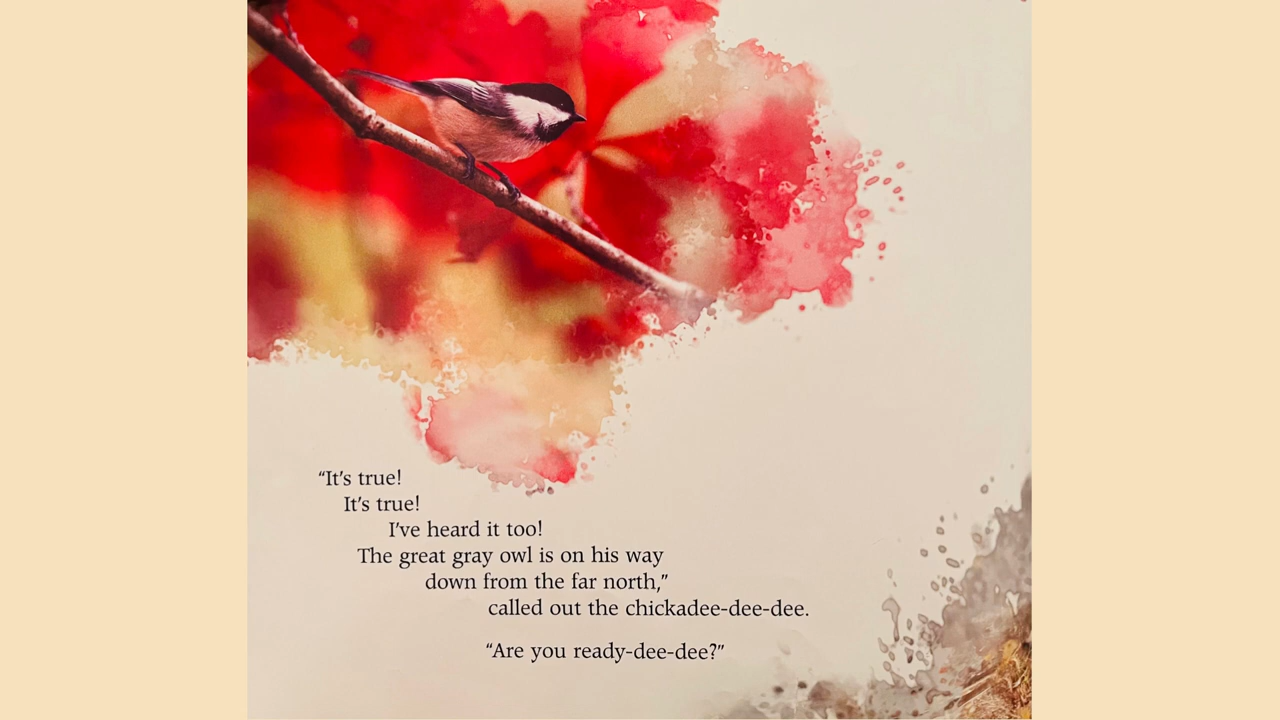 “It’s true!
It’s true!
I’ve heard it too!
The great gray owl is on his way
down from the far north,”
called out the chickadee-dee-dee.
“Are you ready-dee-dee?”